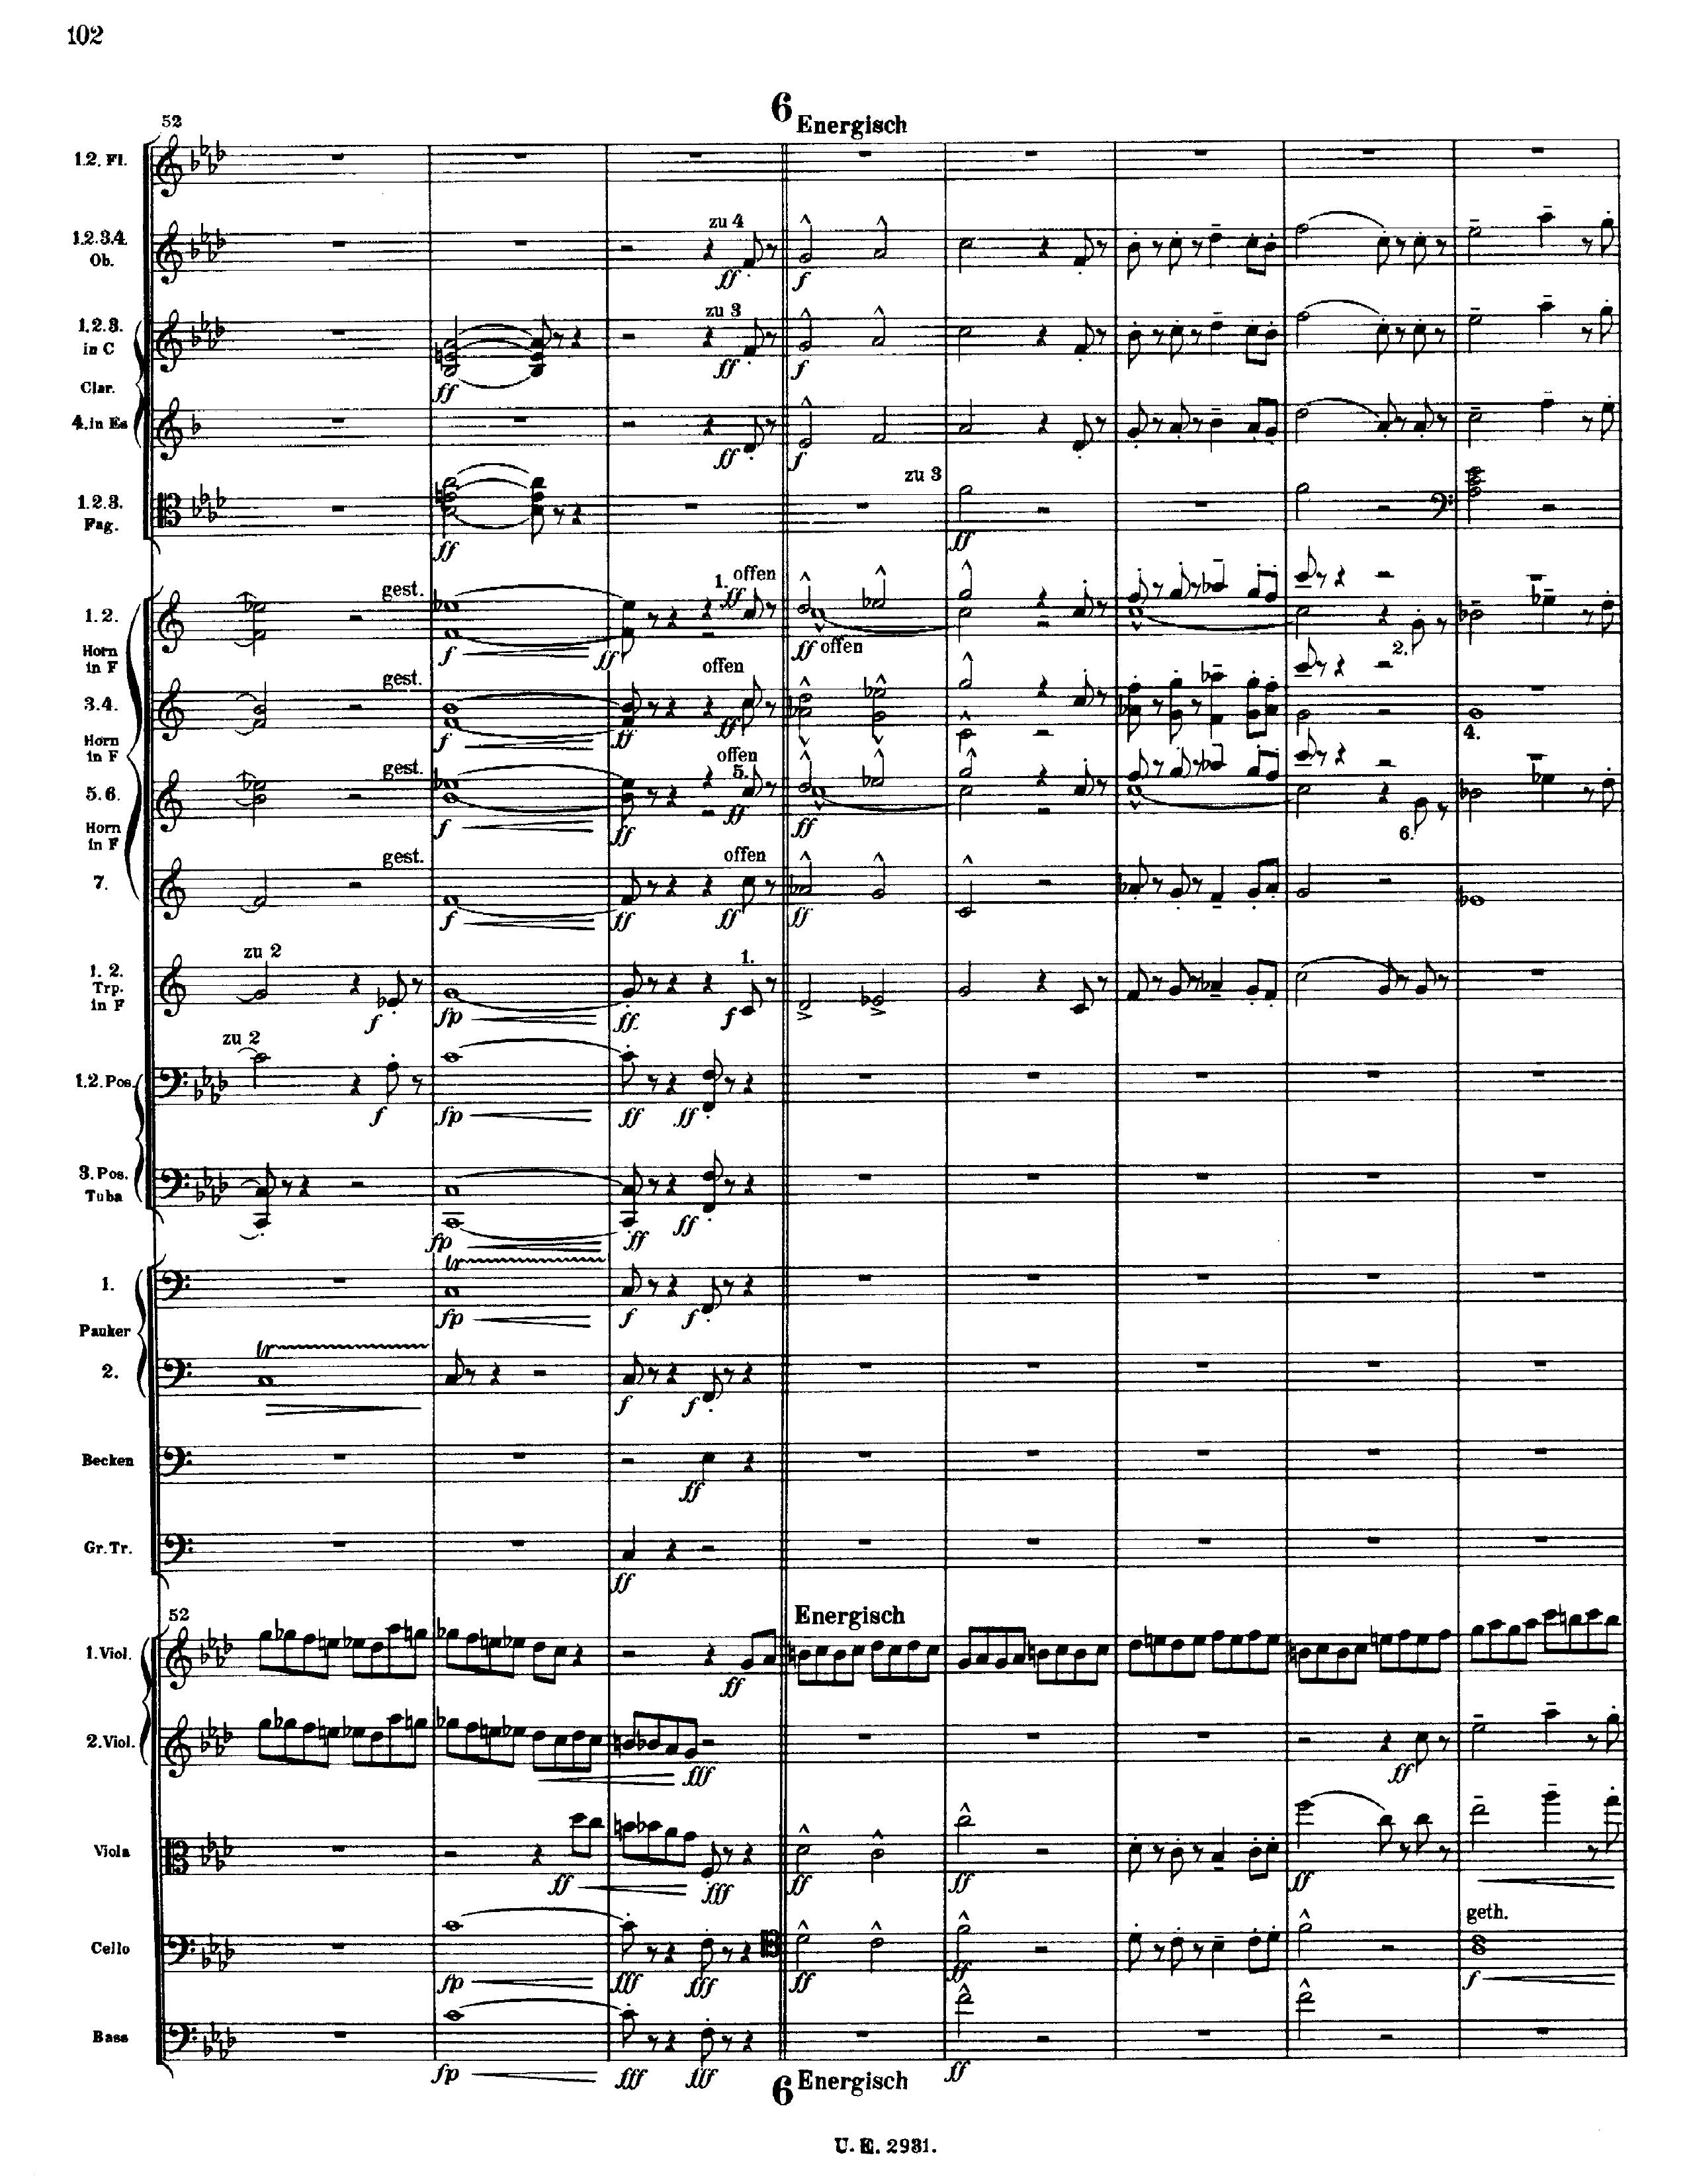 102
6
Energisch
52
1.2. Fl.
zu 4
1.2.3.4.
Ob.
ff
f
zu 3
1.2.3.
in C
ff
ff
f
Clar.
4. in Es
ff
f
zu 3
1.2.3.
Fag.
ff
ff
gest.
1.
offen
ff
1.2.
f
ff
ff offen
2.
Horn
in F
gest.
offen
3.4.
f
ff
ff
4.
Horn
in F
gest.
offen
5.
5.6.
f
ff
ff
ff
6.
Horn
in F
gest.
offen
7.
f
ff
ff
ff
zu 2
1.
1. 2.
Trp.
in F
f
fp
ff
f
zu 2
1.2. Pos.
f
fp
ff
ff
3. Pos.
Tuba
fp
ff
ff
tr
1.
fp
f
f
Pauker
tr
2.
f
f
Becken
ff
Gr. Tr.
ff
52
Energisch
1. Viol.
ff
2. Viol.
fff
ff
Viola
ff
fff
ff
ff
ff
geth.
Cello
fp
fff
fff
ff
ff
f
Bass
fp
fff
fff
ff
6
Energisch
U. E. 2931.